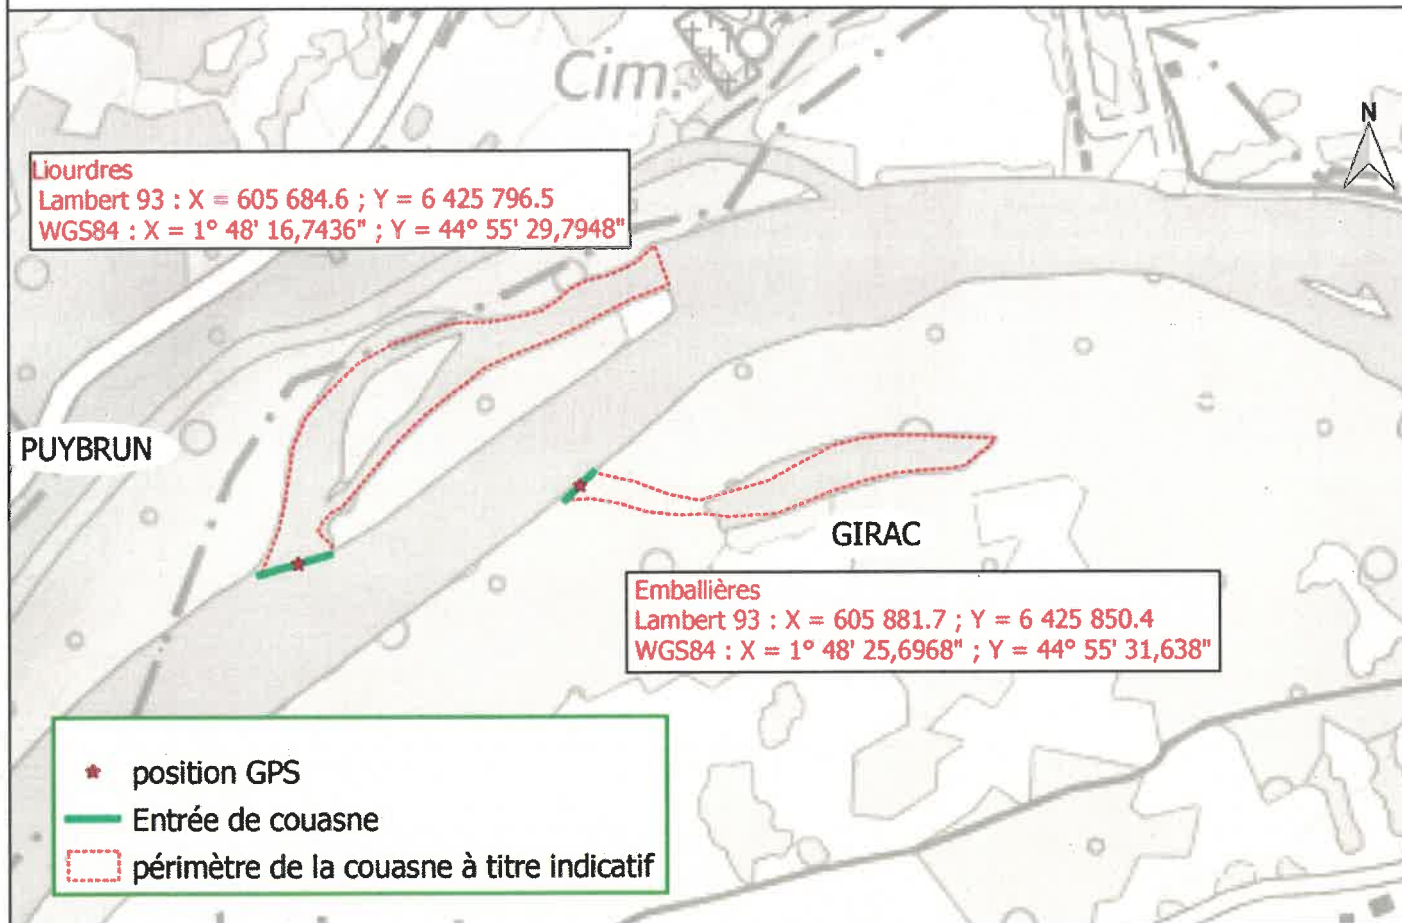 Cim.
N
Liourdres
Lambert 93 : X = 605 684.6 ; Y = 6 425 796.5
WGS84 : X = 1° 48' 16,7436" ; Y = 44° 55' 29,7948"
PUYBRUN
GIRAC
Emballières
Lambert 93 : X = 605 881.7 ; Y = 6 425 850.4
WGS84 : X = 1° 48' 25,6968" ; Y = 44° 55' 31,638"
position GPS
Entrée de couasne
périmètre de la couasne à titre indicatif